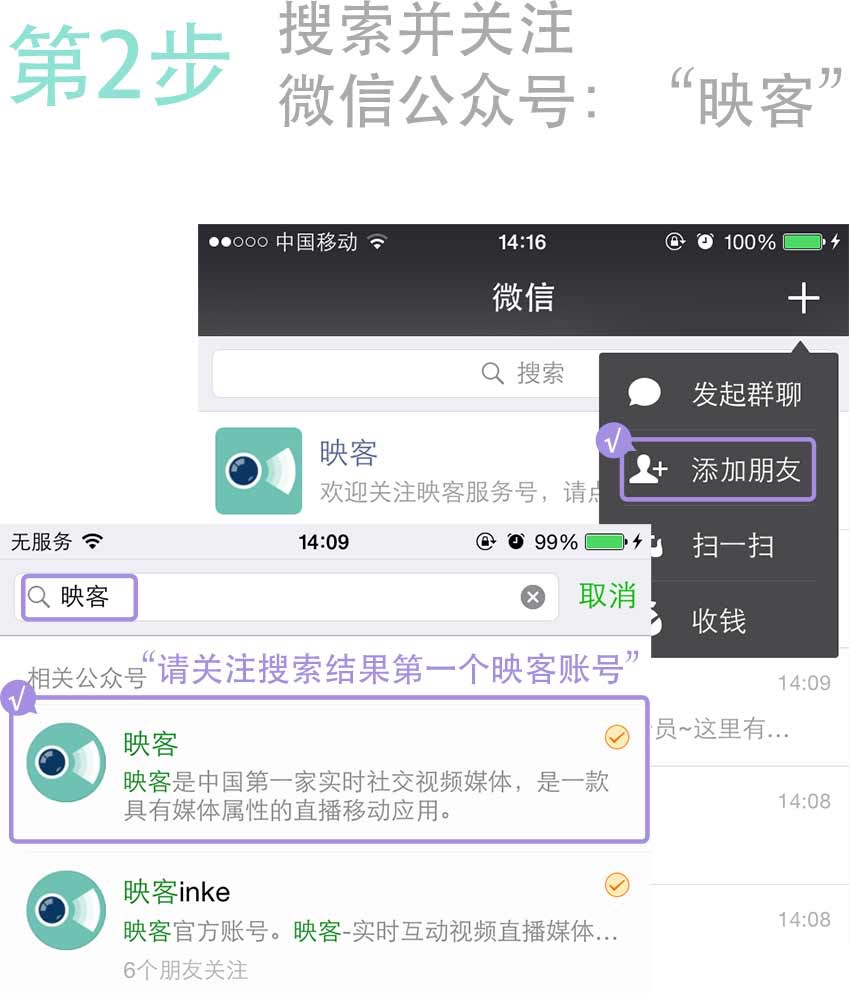 第2步
搜索并关注
微信公众号：“映客”
中国移动 14:16 100%
微信
搜索
发起群聊
映客
添加朋友
欢迎关注映客服务号，请点
扫一扫
收钱
无服务 14:09 99%
映客 取消
相关公众号
“请关注搜索结果第一个映客账号”
14:09
映客
员~这里有...
映客是中国第一家实时社交视频媒体，是一款
具有媒体属性的直播移动应用。
14:08
映客inke
14:08
映客官方账号。映客-实时互动视频直播媒体...
6个朋友关注